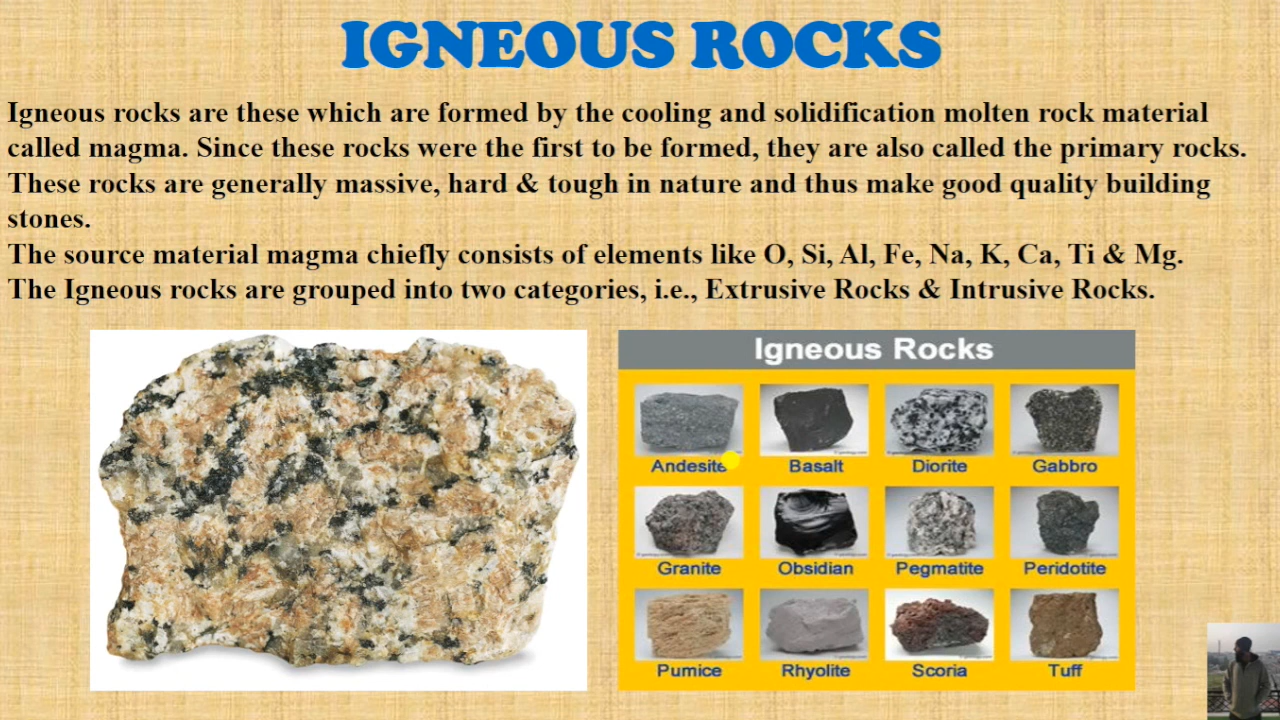 IGNEOUS ROCKS
Igneous rocks are these which are formed by the cooling and solidification molten rock material
called magma. Since these rocks were the first to be formed, they are also called the primary rocks.
These rocks are generally massive, hard & tough in nature and thus make good quality building
stones.
The source material magma chiefly consists of elements like O, Si, Al, Fe, Na, K, Ca, Ti & Mg.
The Igneous rocks are grouped into two categories, i.e., Extrusive Rocks & Intrusive Rocks.
Igneous Rocks
Andesite Basalt Diorite Gabbro
Granite Obsidian Pegmatite Peridotite
Pumice Rhyolite Scoria Tuff